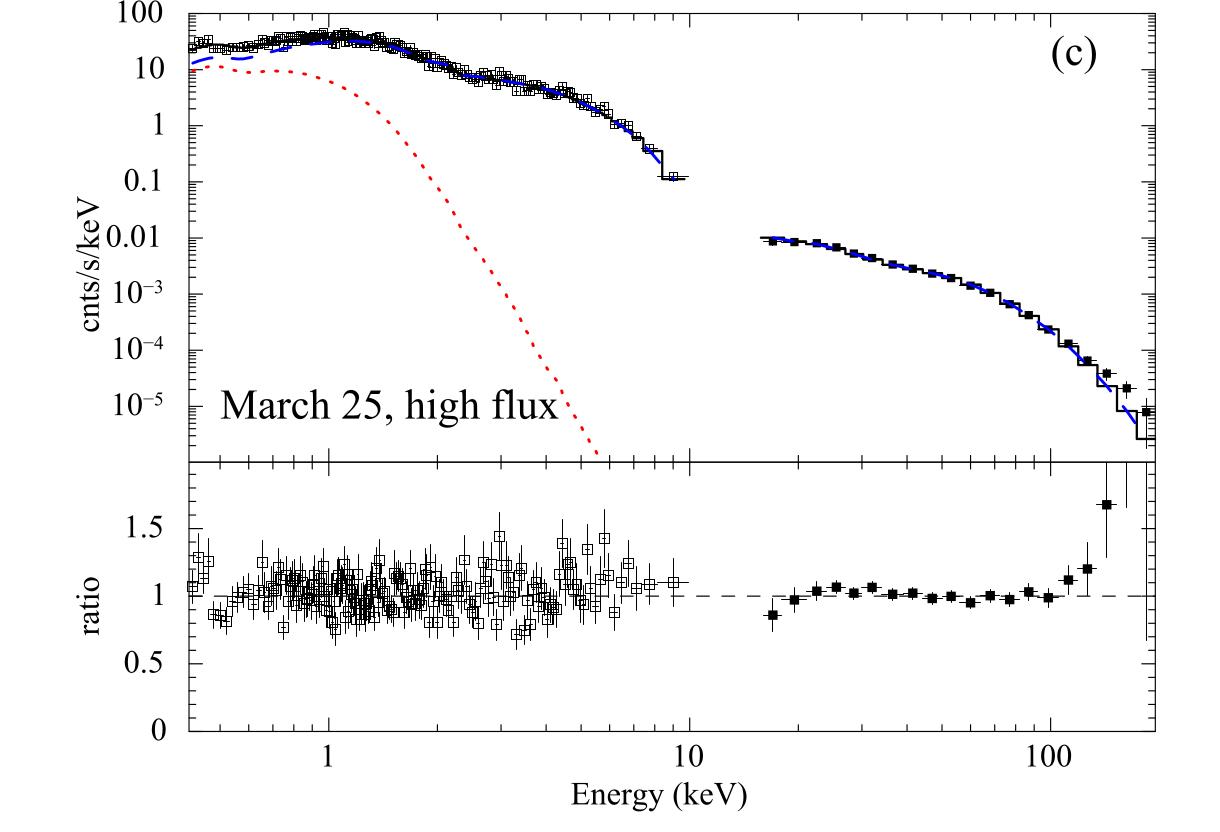 100
(c)
10
1
0.1
0.01
10⁻³
10⁻⁴
10⁻⁵
cnts/s/keV
March 25, high flux
1.5
1
0.5
0
ratio
1 10 100
Energy (keV)